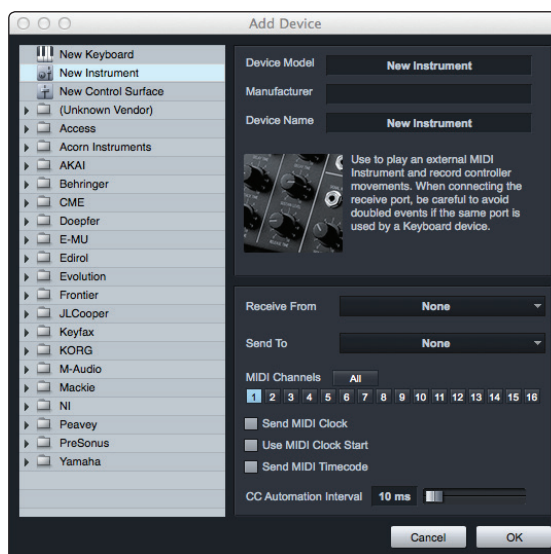 Add Device
New Keyboard
New Instrument
New Control Surface
(Unknown Vendor)
Access
Acorn Instruments
AKAI
Behringer
CME
Doepfer
E-MU
Edirol
Evolution
Frontier
JLCooper
Keyfax
KORG
M-Audio
Mackie
NI
Peavey
PreSonus
Yamaha
Device Model New Instrument
Manufacturer
Device Name New Instrument
Use to play an external MIDI
Instrument and record controller
movements. When connecting the
receive port, be careful to avoid
doubled events if the same port is
used by a Keyboard device.
Receive From None
Send To None
MIDI Channels All
1 2 3 4 5 6 7 8 9 10 11 12 13 14 15 16
Send MIDI Clock
Use MIDI Clock Start
Send MIDI Timecode
CC Automation Interval 10 ms
Cancel OK